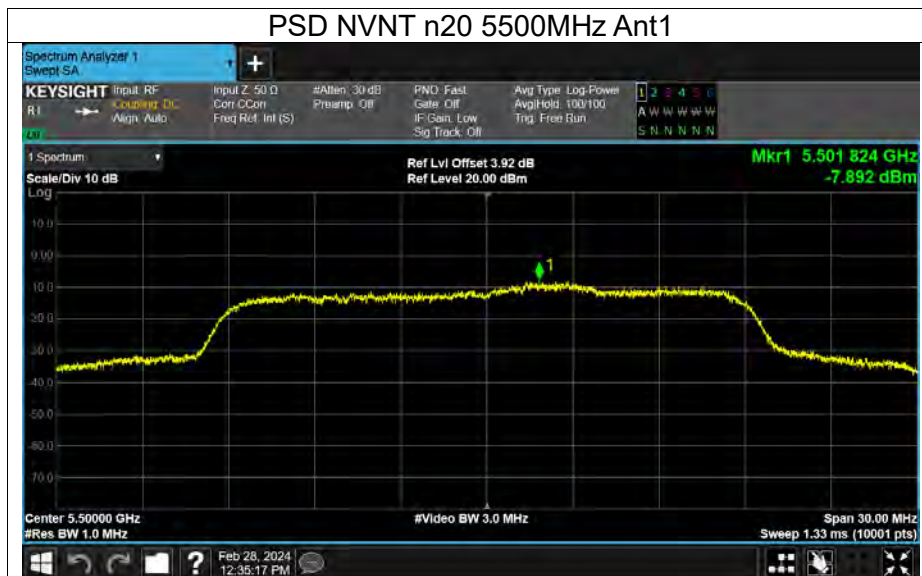 PSD NVNT n20 5500MHz Ant1
Spectrum Analyzer 1
Swept SA
+
KEYSIGHT Input: RF Input Z: 50 Ω #Atten: 30 dB PNO: Fast Avg Type: Log-Power 1 2 3 4 5 6
Coupling: DC Corr CCorr Preamp: Off Gate: Off Avg|Hold: 100/100 A W W W W W
Align: Auto Freq Ref: Int (S) IF Gain: Low Trig: Free Run
Sig Track: Off S N N N N N
1 Spectrum
Ref Lvl Offset 3.92 dB
Mkr1 5.501 824 GHz
Scale/Div 10 dB Ref Level 20.00 dBm -7.892 dBm
Log
10.0
0.00
-10.0
-20.0
-30.0
-40.0
-50.0
-60.0
-70.0
1
Center 5.50000 GHz #Video BW 3.0 MHz Span 30.00 MHz
#Res BW 1.0 MHz Sweep 1.33 ms (10001 pts)
? Feb 28, 2024
12:35:17 PM